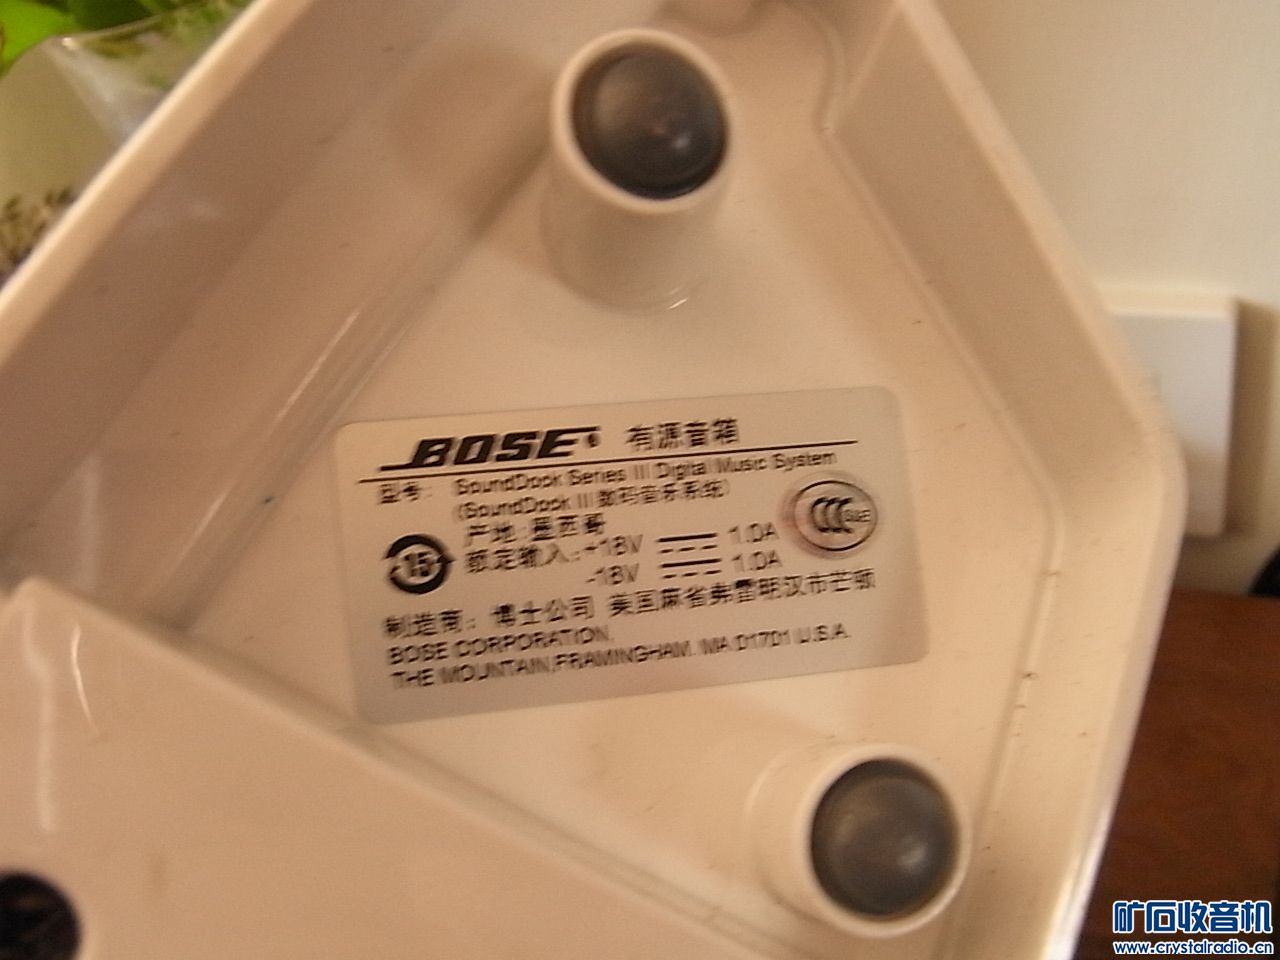 BOSE 有源音箱
型号: SoundDock Series III Digital Music System
(SoundDock III 数码音乐系统)
产地: 墨西哥
15
额定输入: +18V 1.0A
-18V 1.0A
CCC S&E
制造商: 博士公司 美国麻省弗雷明汉市芒顿
BOSE CORPORATION,
THE MOUNTAIN, FRAMINGHAM, MA 01701 U.S.A.
矿石收音机
www.crystalradio.cn